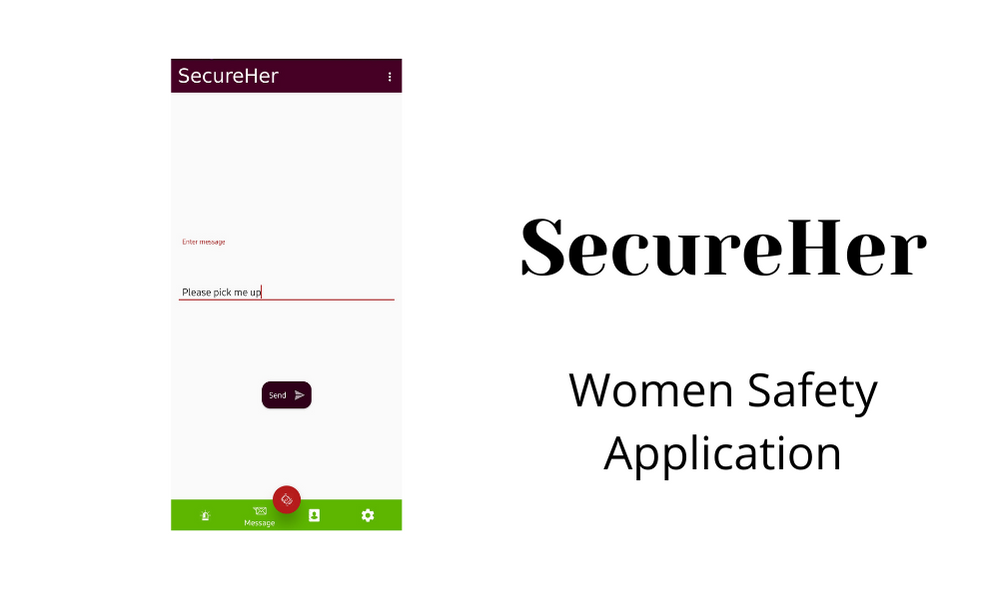 SecureHer
Enter message
Please pick me up
Send
Message
SecureHer
Women Safety
Application